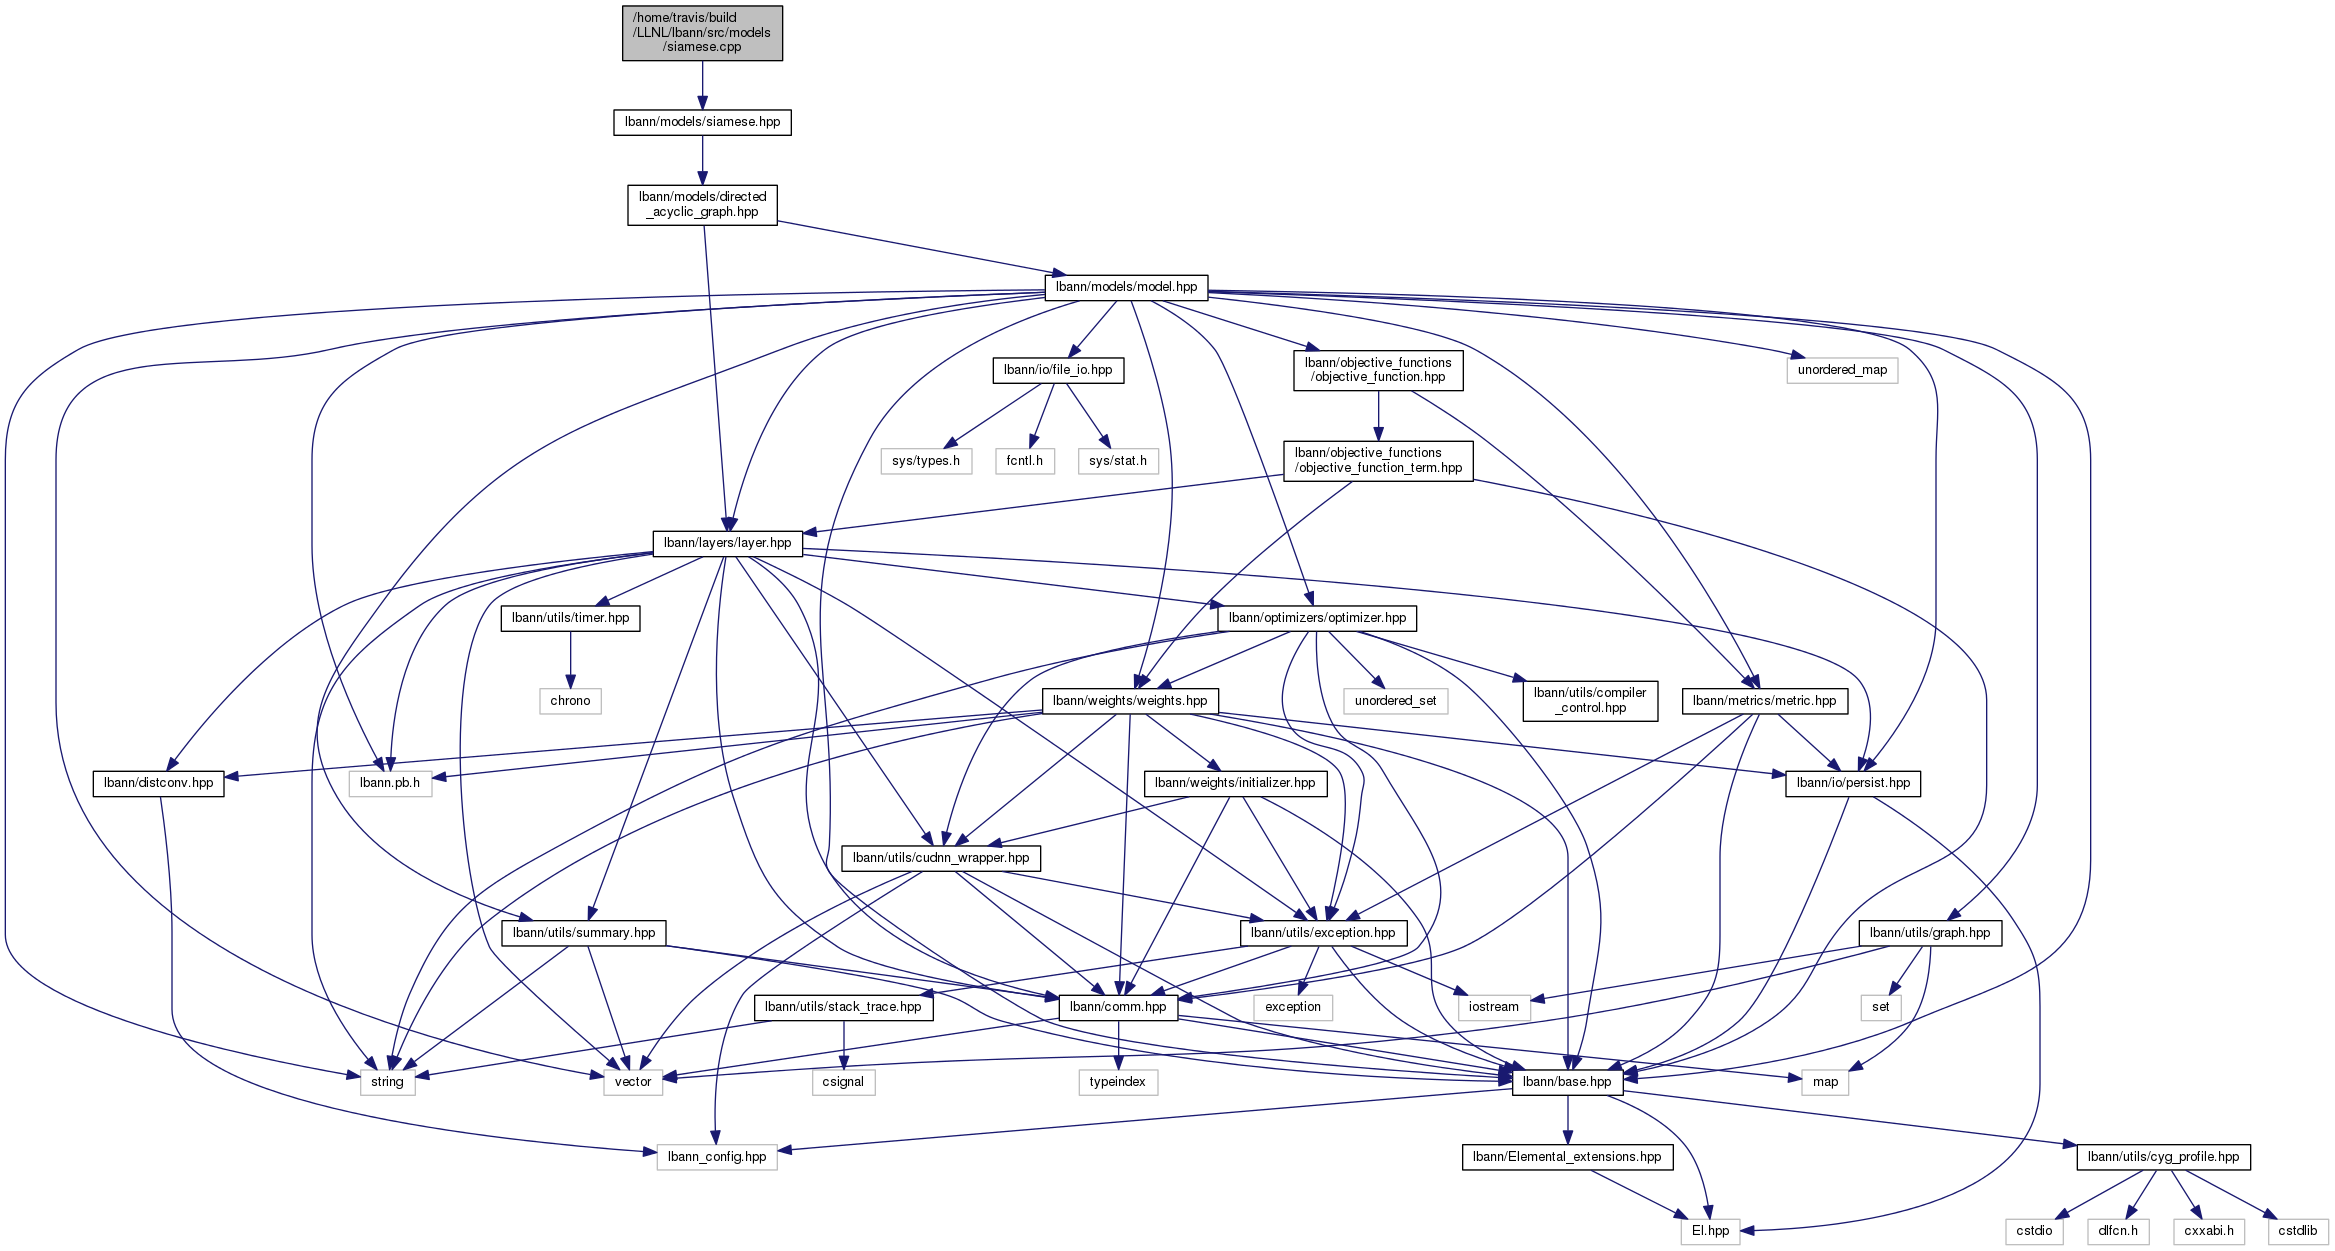 /home/travis/build
/LLNL/lbann/src/models
/siamese.cpp
lbann/models/siamese.hpp
lbann/models/directed
_acyclic_graph.hpp
lbann/models/model.hpp
lbann/io/file_io.hpp
lbann/objective_functions
/objective_function.hpp
unordered_map
sys/types.h
fcntl.h
sys/stat.h
lbann/objective_functions
/objective_function_term.hpp
lbann/layers/layer.hpp
lbann/utils/timer.hpp
lbann/optimizers/optimizer.hpp
chrono
lbann/weights/weights.hpp
unordered_set
lbann/utils/compiler
_control.hpp
lbann/metrics/metric.hpp
lbann/distconv.hpp
lbann.pb.h
lbann/weights/initializer.hpp
lbann/io/persist.hpp
lbann/utils/cudnn_wrapper.hpp
lbann/utils/summary.hpp
lbann/utils/exception.hpp
lbann/utils/graph.hpp
lbann/utils/stack_trace.hpp
lbann/comm.hpp
exception
iostream
set
string
vector
csignal
typeindex
lbann/base.hpp
map
lbann_config.hpp
lbann/Elemental_extensions.hpp
lbann/utils/cyg_profile.hpp
El.hpp
cstdio
dlfcn.h
cxxabi.h
cstdlib